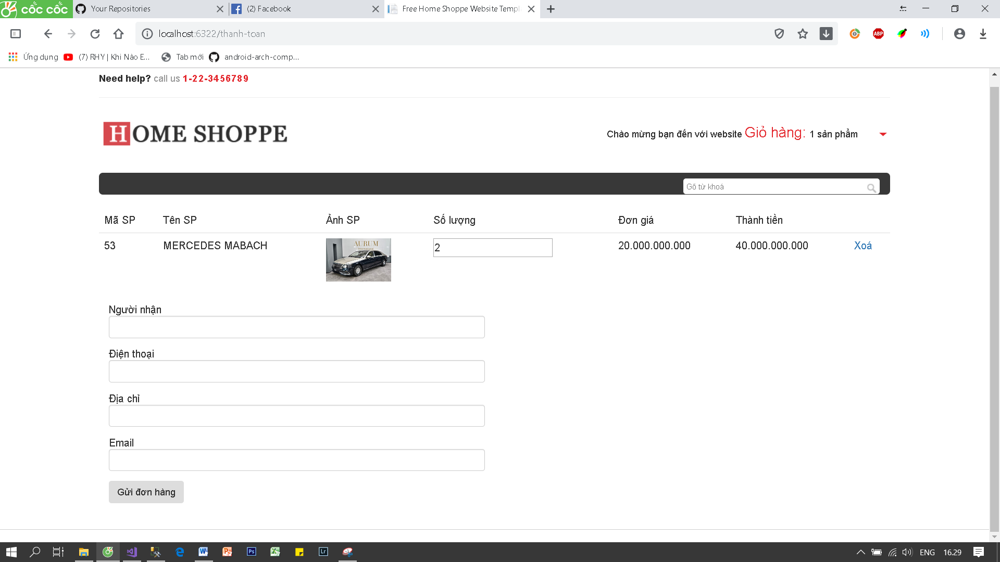 cốc cốc
Your Repositories
(2) Facebook
Free Home Shoppe Website Templ
localhost:6322/thanh-toan
ABP
Ứng dụng
(7) RHY | Khi Nào E...
Tab mới
android-arch-comp...
Need help? call us 1-22-3456789
HOME SHOPPE
Chào mừng bạn đến với website Giỏ hàng: 1 sản phẩm
Gõ từ khoá
Mã SP Tên SP Ảnh SP Số lượng Đơn giá Thành tiền
53 MERCEDES MABACH AURUM 2 20.000.000.000 40.000.000.000 Xoá
Người nhận
Điện thoại
Địa chỉ
Email
Gửi đơn hàng
ENG 16.29